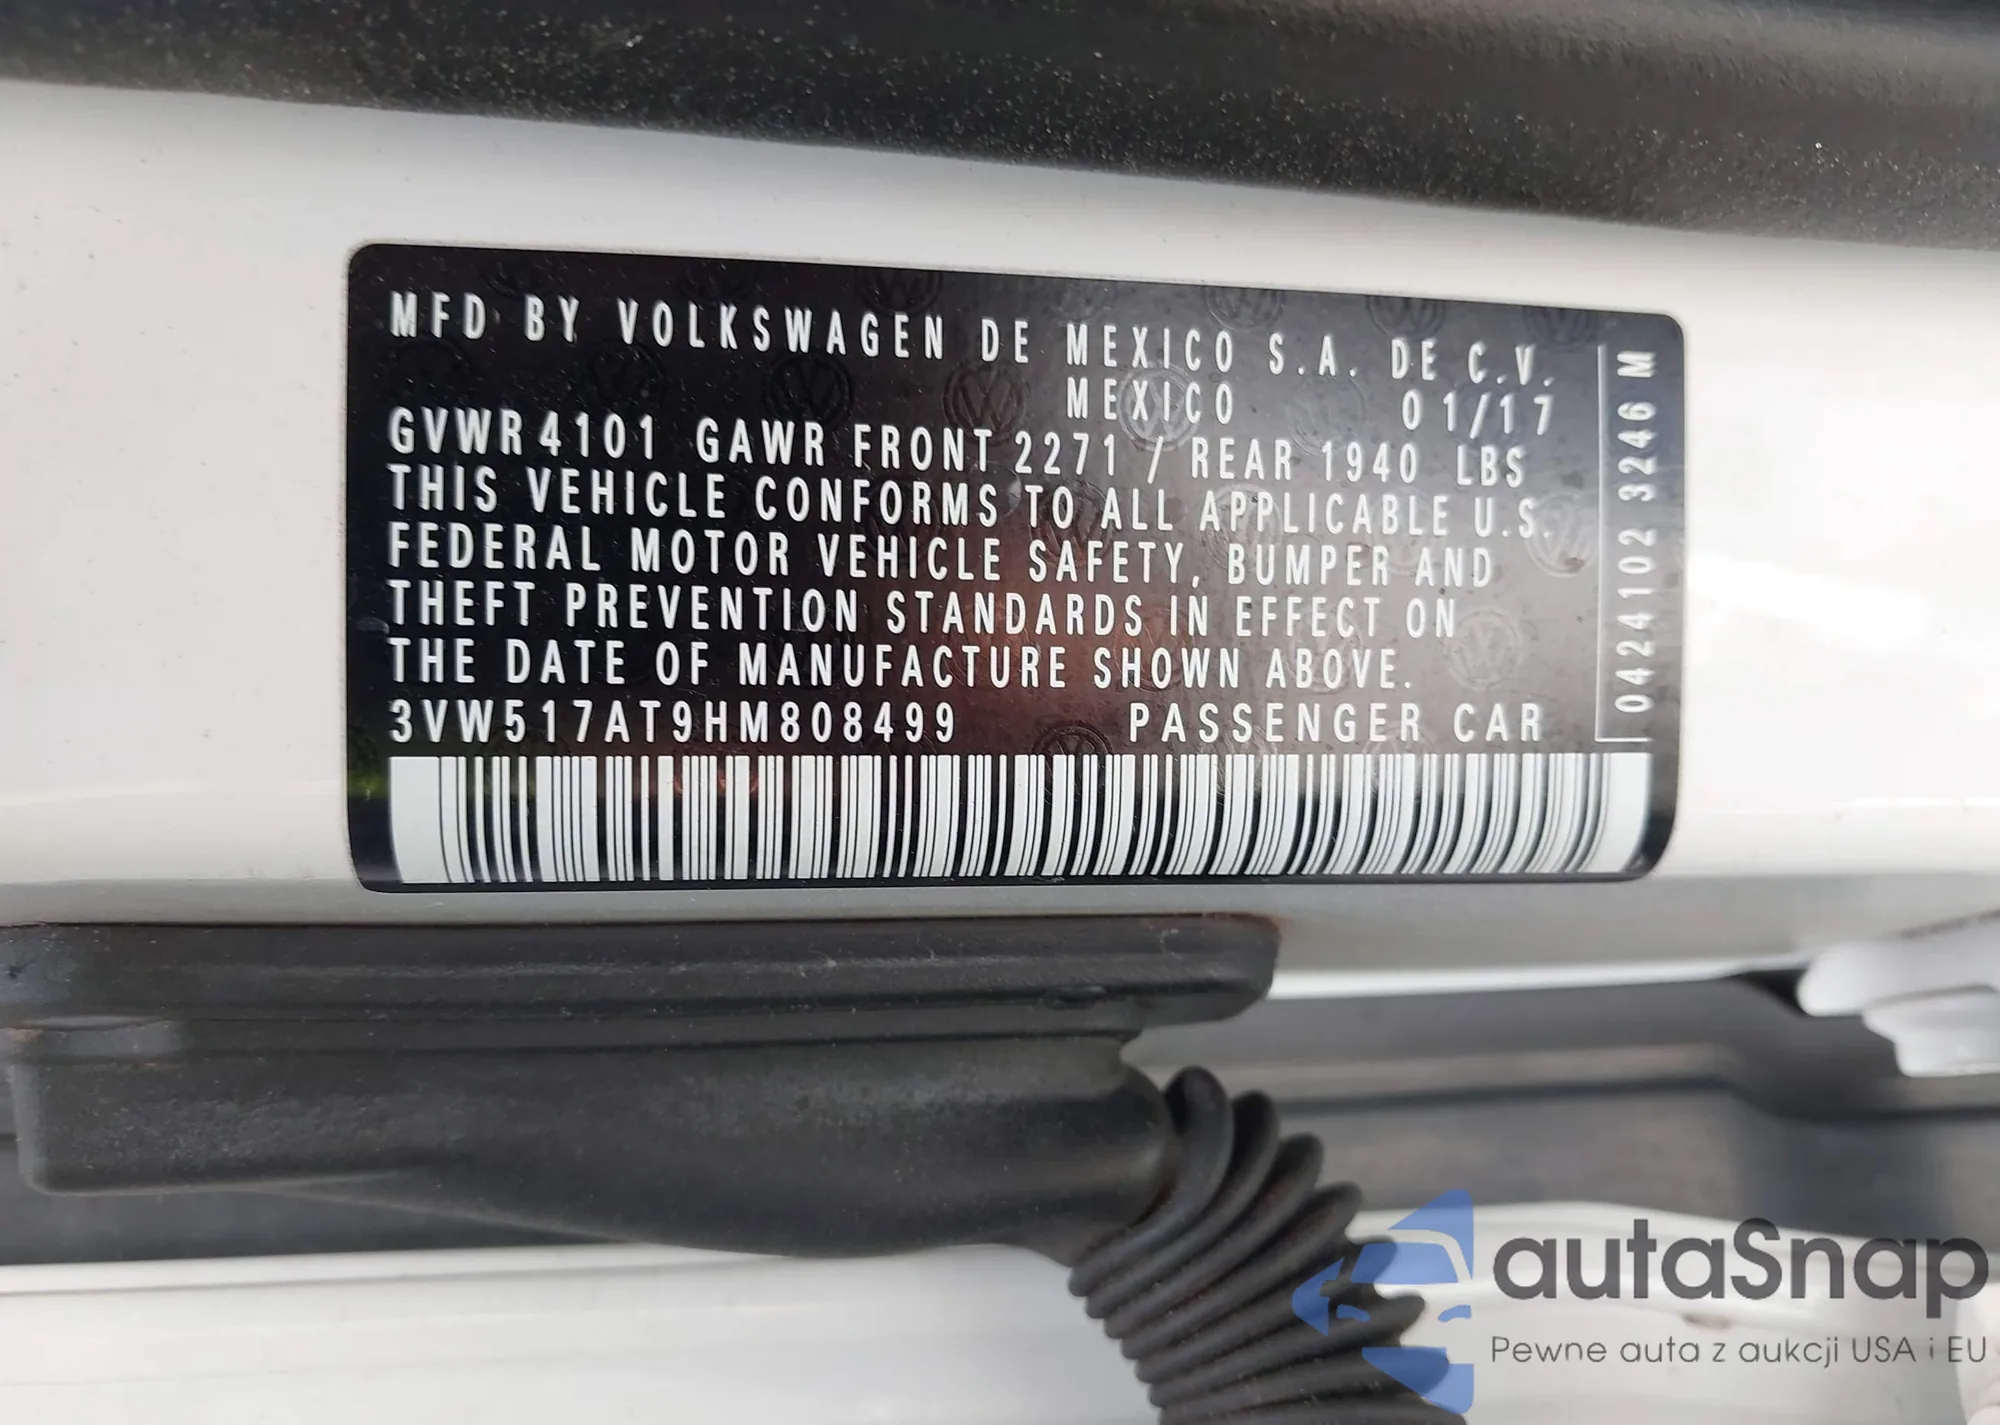 MFD BY VOLKSWAGEN DE MEXICO S.A. DE C.V.
MEXICO 01/17
GVWR 4101 GAWR FRONT 2271 / REAR 1940 LBS
THIS VEHICLE CONFORMS TO ALL APPLICABLE U.S.
FEDERAL MOTOR VEHICLE SAFETY, BUMPER AND
THEFT PREVENTION STANDARDS IN EFFECT ON
THE DATE OF MANUFACTURE SHOWN ABOVE.
3VW517AT9HM808499 PASSENGER CAR
0424102 3246 M
autaSnap
Pewne auta z aukcji USA i EU